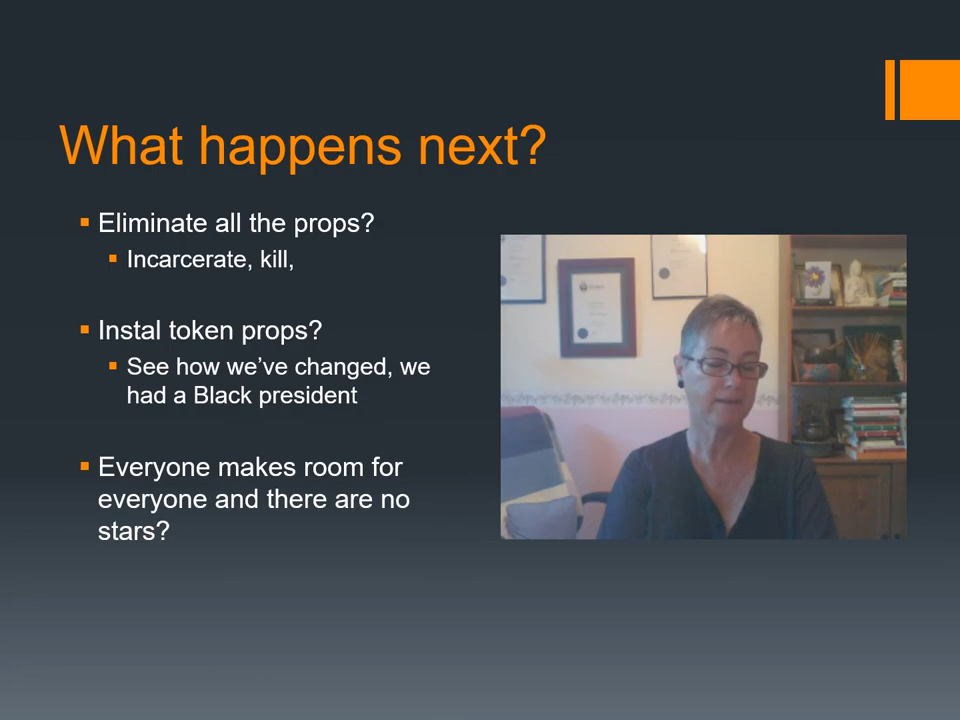 What happens next?
Eliminate all the props?
Incarcerate, kill,
Instal token props?
See how we’ve changed, we
had a Black president
Everyone makes room for
everyone and there are no
stars?